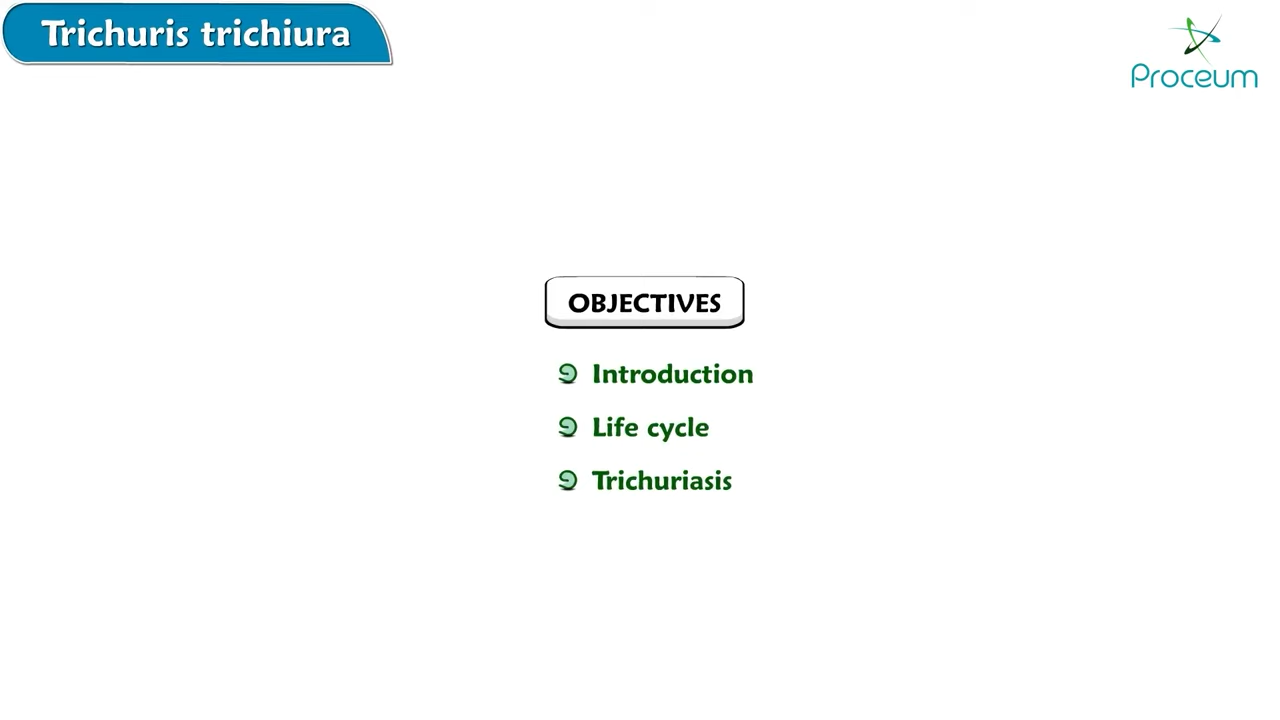 Trichuris trichiura
Proceum
OBJECTIVES
Introduction
Life cycle
Trichuriasis